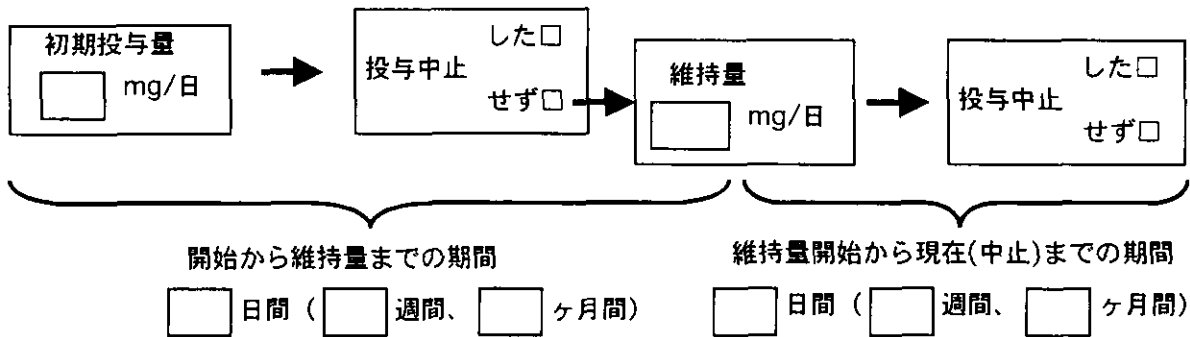 初期投与量
mg/日
投与中止
した□
せず□
維持量
mg/日
投与中止
した□
せず□
開始から維持量までの期間
日間 ( 週間、 ヶ月間)
維持量開始から現在(中止)までの期間
日間 ( 週間、 ヶ月間)